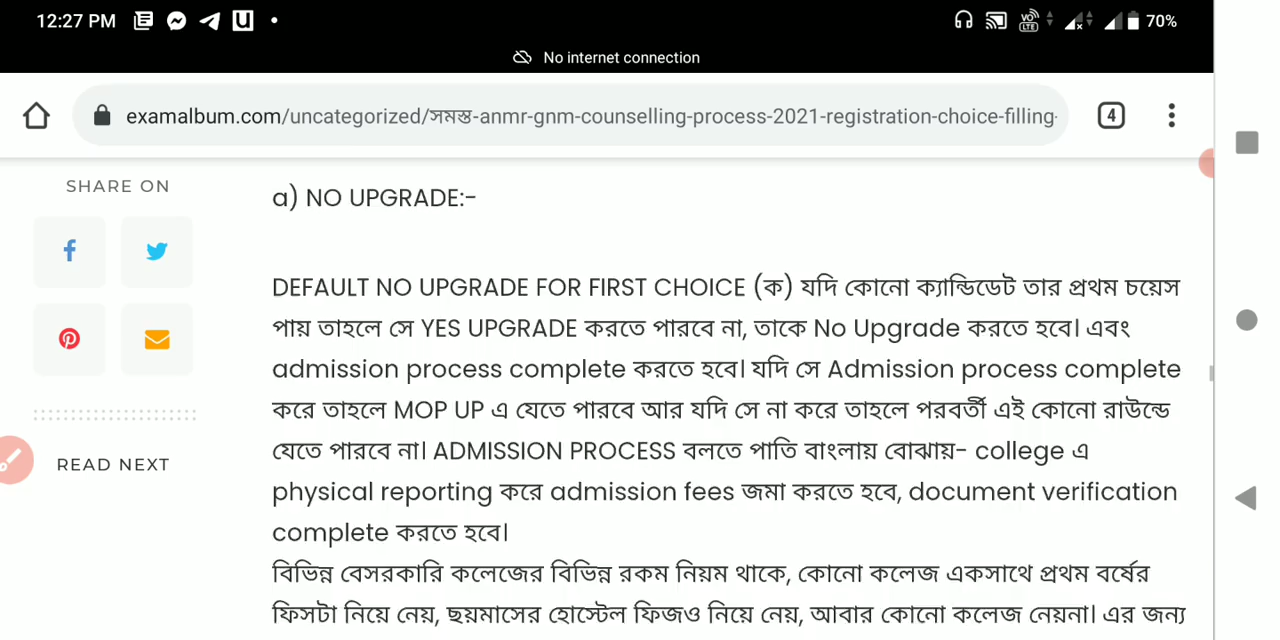 12:27 PM 70%
No internet connection
examalbum.com/uncategorized/সমস্ত-anmr-gnm-counselling-process-2021-registration-choice-filling- 4
SHARE ON
READ NEXT
a) NO UPGRADE:-
DEFAULT NO UPGRADE FOR FIRST CHOICE (ক) যদি কোনো ক্যান্ডিডেট তার প্রথম চয়েস
পায় তাহলে সে YES UPGRADE করতে পারবে না, তাকে No Upgrade করতে হবে। এবং
admission process complete করতে হবে। যদি সে Admission process complete
করে তাহলে MOP UP এ যেতে পারবে আর যদি সে না করে তাহলে পরবর্তী এই কোনো রাউন্ডে
যেতে পারবে না। ADMISSION PROCESS বলতে পাতি বাংলায় বোঝায়- college এ
physical reporting করে admission fees জমা করতে হবে, document verification
complete করতে হবে।
বিভিন্ন বেসরকারি কলেজের বিভিন্ন রকম নিয়ম থাকে, কোনো কলেজ একসাথে প্রথম বর্ষের
ফিসটা নিয়ে নেয়, ছয়মাসের হোস্টেল ফিজও নিয়ে নেয়, আবার কোনো কলেজ নেয়না। এর জন্য